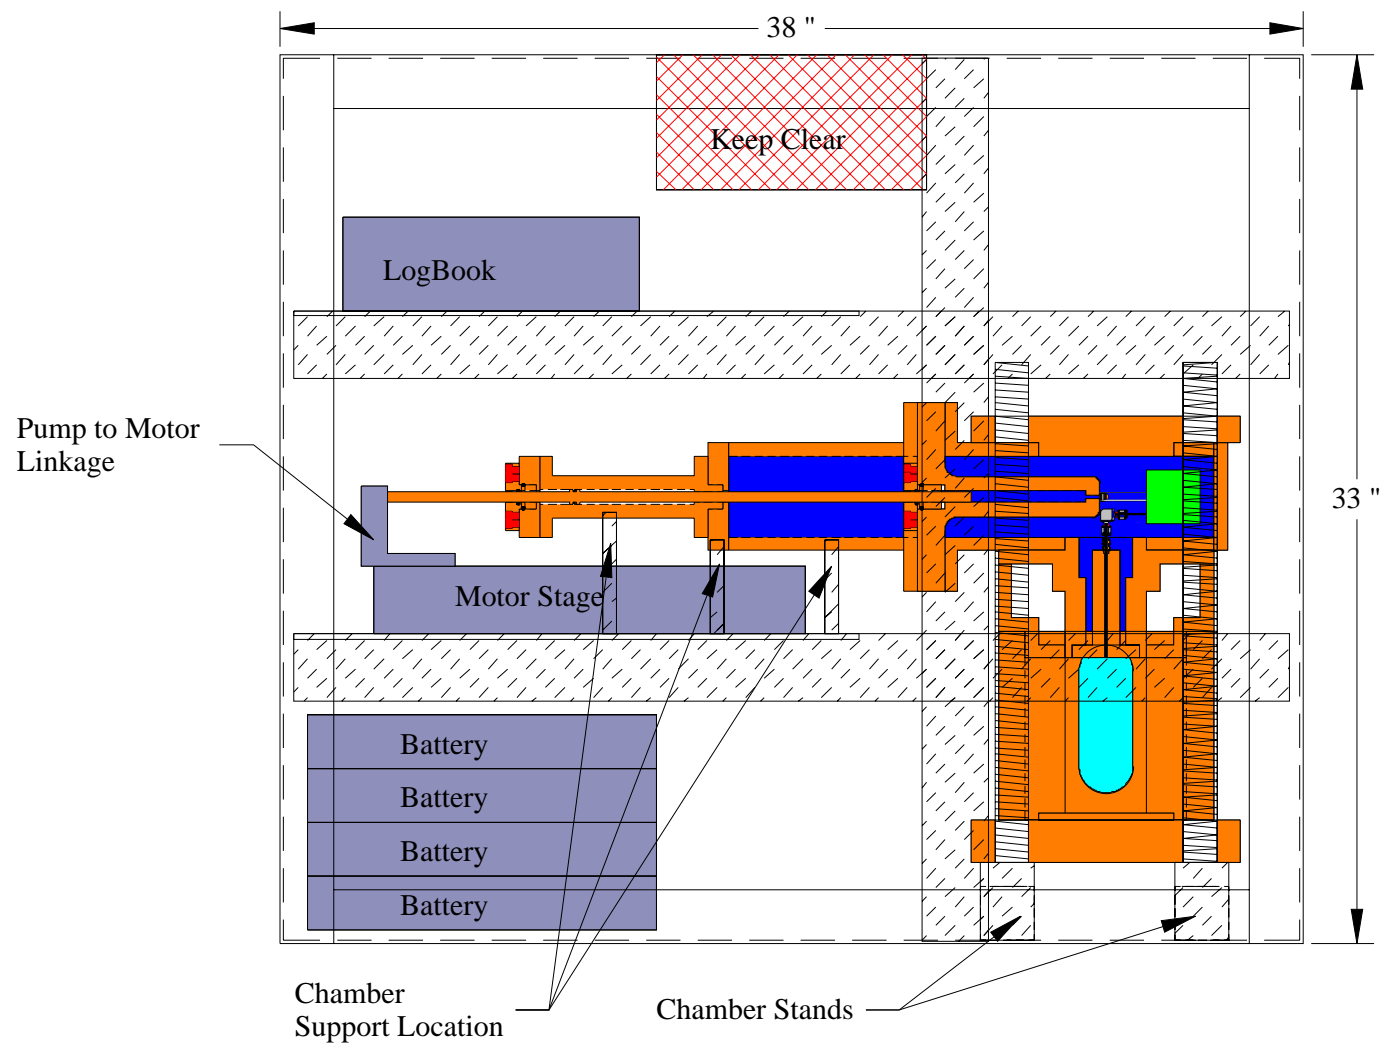 38 "
Keep Clear
LogBook
Pump to Motor
Linkage
33 "
Motor Stage
Battery
Battery
Battery
Battery
Chamber
Support Location
Chamber Stands